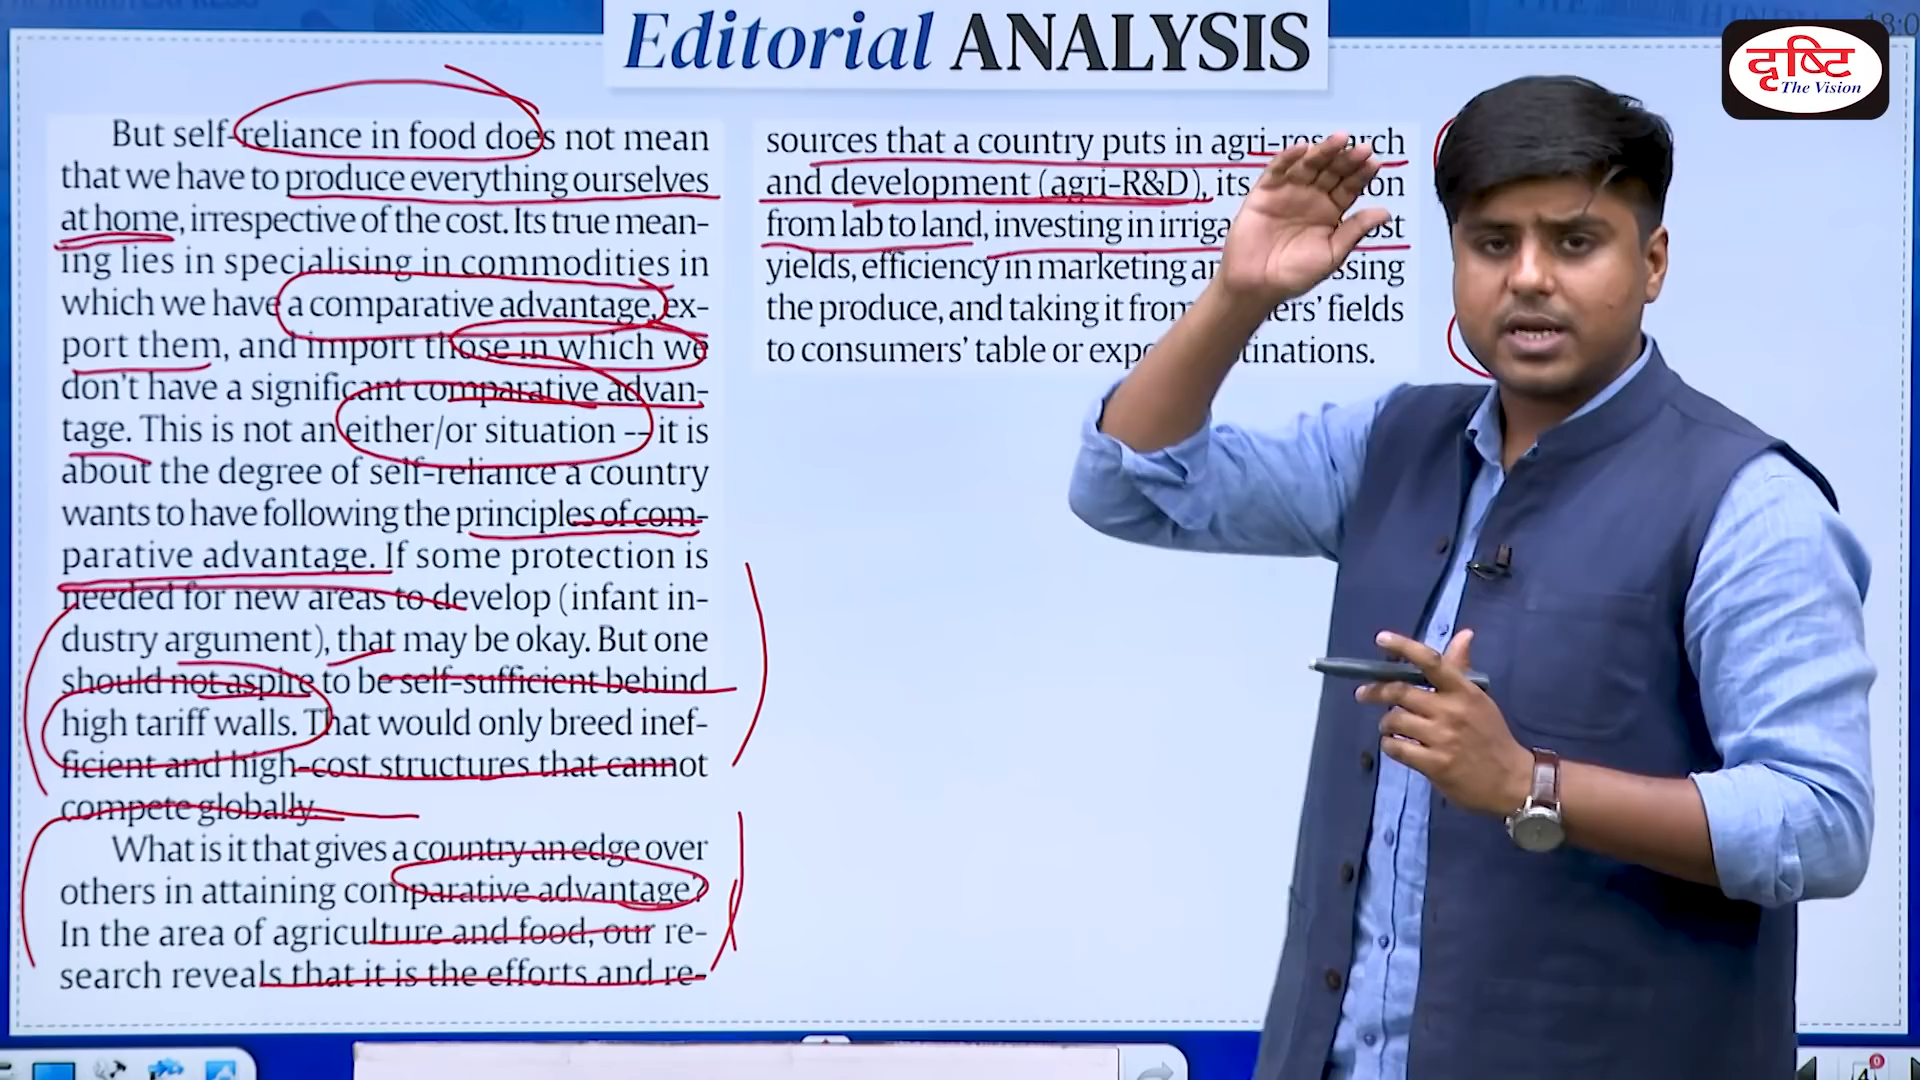 Editorial ANALYSIS
दृष्टि
The Vision
But self-reliance in food does not mean
that we have to produce everything ourselves
at home, irrespective of the cost. Its true mean-
ing lies in specialising in commodities in
which we have a comparative advantage, ex-
port them, and import those in which we
don't have a significant comparative advan-
tage. This is not an either/or situation -- it is
about the degree of self-reliance a country
wants to have following the principles of com-
parative advantage. If some protection is
needed for new areas to develop (infant in-
dustry argument), that may be okay. But one
should not aspire to be self-sufficient behind
high tariff walls. That would only breed inef-
ficient and high-cost structures that cannot
compete globally.
What is it that gives a country an edge over
others in attaining comparative advantage?
In the area of agriculture and food, our re-
search reveals that it is the efforts and re-
sources that a country puts in agri-research
and development (agri-R&D), its
from lab to land, investing in
yields, efficiency in marketing
the produce, and taking it from fields
to consumers' table or